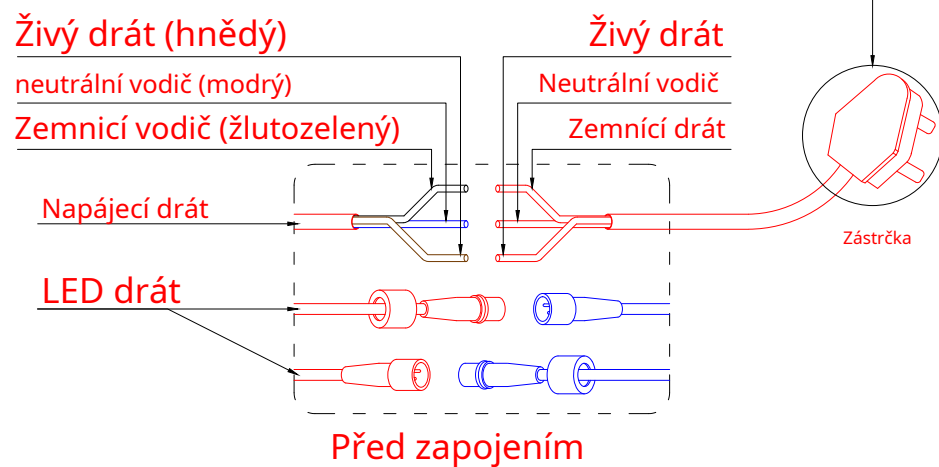 Živý drát (hnědý)
neutrální vodič (modrý)
Zemnicí vodič (žlutozelený)
Napájecí drát
LED drát
Živý drát
Neutrální vodič
Zemnící drát
Zástrčka
Před zapojením